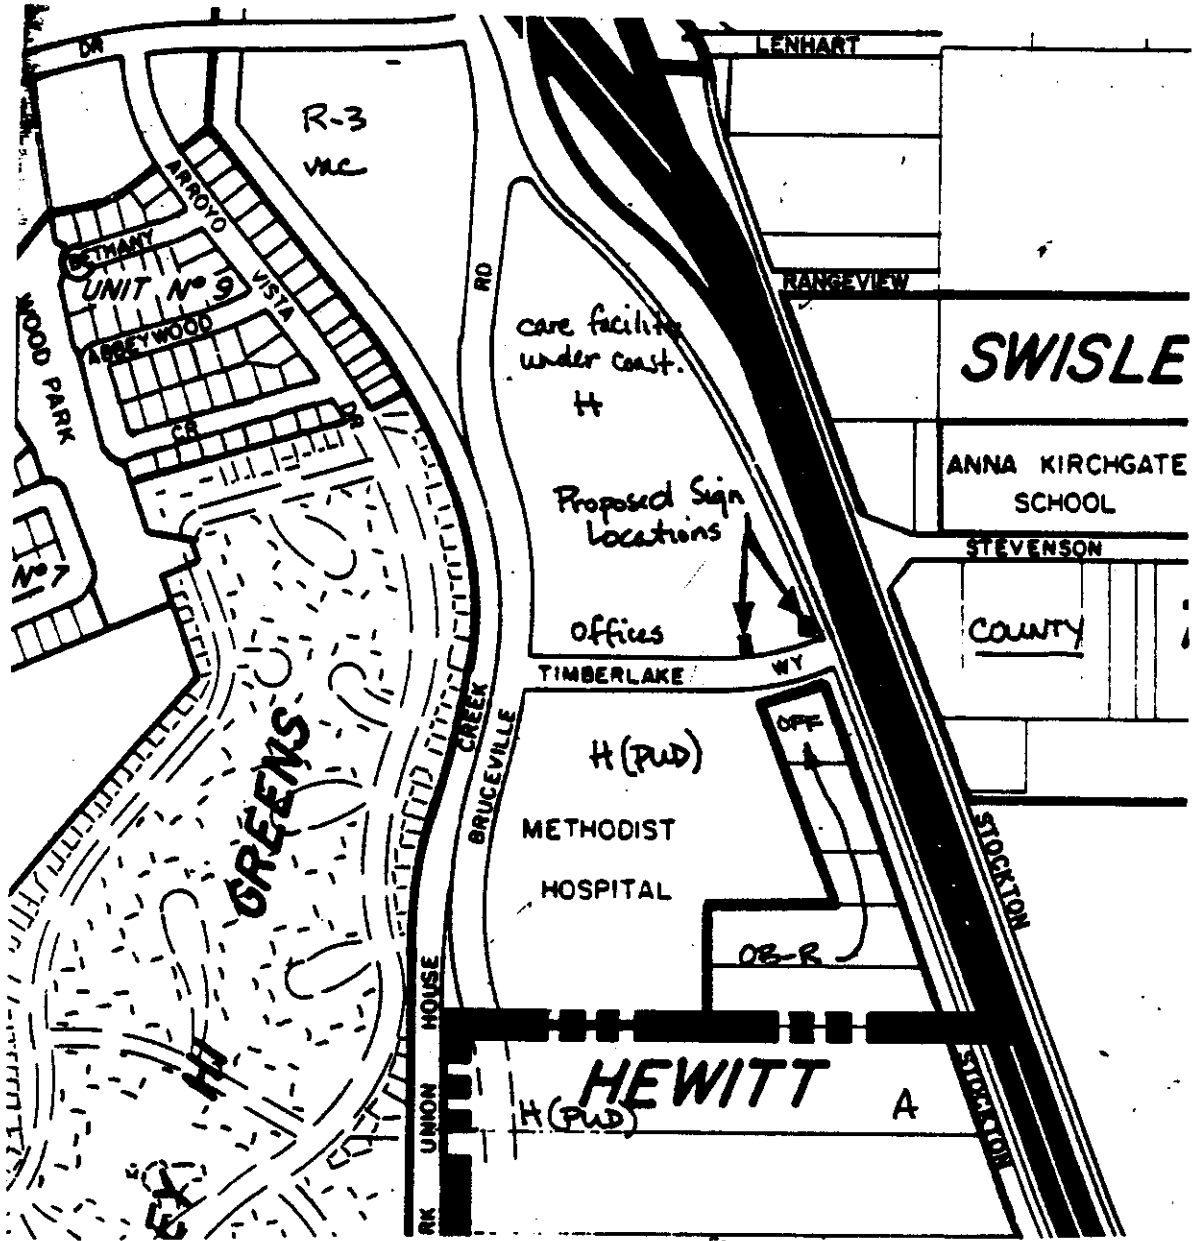 DR
LENHART
R-3
vac
ARROYO
VISTA
DR
BETHANY
UNIT Nº 9
ABBEYWOOD
CR
WOOD PARK
Nº 7
RD
RANGEVIEW
SWISLE
care facility
under const.
H
ANNA KIRCHGATE
SCHOOL
Proposed Sign
Locations
STEVENSON
COUNTY
Offices
TIMBERLAKE WY
CREEK
BRUCEVILLE
OFF
H (PUD)
METHODIST
HOSPITAL
GREENS
STOCKTON
OB-R
HOUSE
UNION
RK
H
HEWITT
H (PUD)
A
STOCKTON
EX